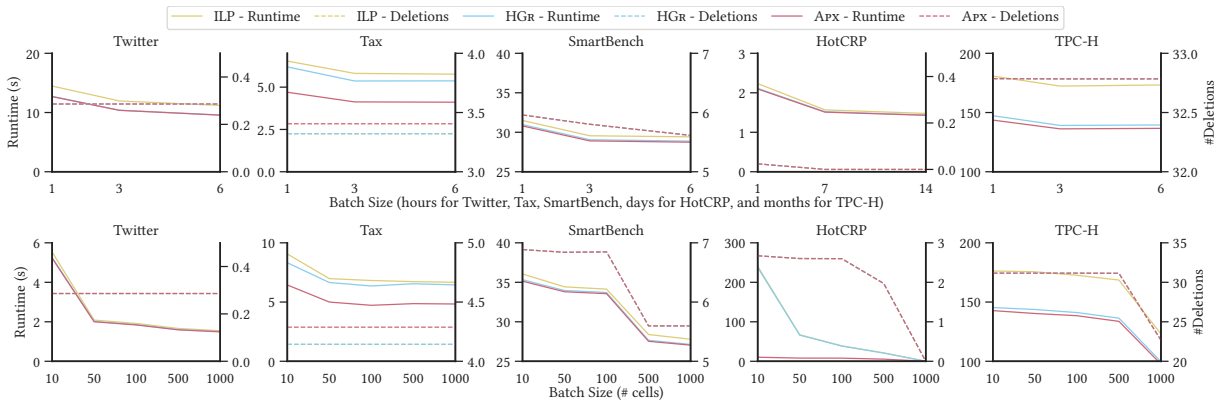 ILP - Runtime ILP - Deletions HGr - Runtime HGr - Deletions Apx - Runtime Apx - Deletions
Twitter Tax SmartBench HotCRP TPC-H
20 4.0 40 7 3 200 33.0
0.4 5.0 0.4
10 3.5 35 6 2 150 32.5
0.2 2.5 30 1 0.2
0 0.0 0.0 3.0 25 5 0 0.0 100 32.0
Runtime (s) #Deletions
1 3 6 1 3 6 1 3 6 1 7 14 1 3 6
Batch Size (hours for Twitter, Tax, SmartBench, days for HotCRP, and months for TPC-H)
Twitter Tax SmartBench HotCRP TPC-H
6 10 5.0 40 7 300 3 200 35
0.4
4 35 200 2 30
5 4.5 6 150
2 0.2 30 100 1 25
0 0.0 0 4.0 25 5 0 0 100 20
Runtime (s) #Deletions
10 50 100 500 1000 10 50 100 500 1000 10 50 100 500 1000 10 50 100 500 1000 10 50 100 500 1000
Batch Size (# cells)